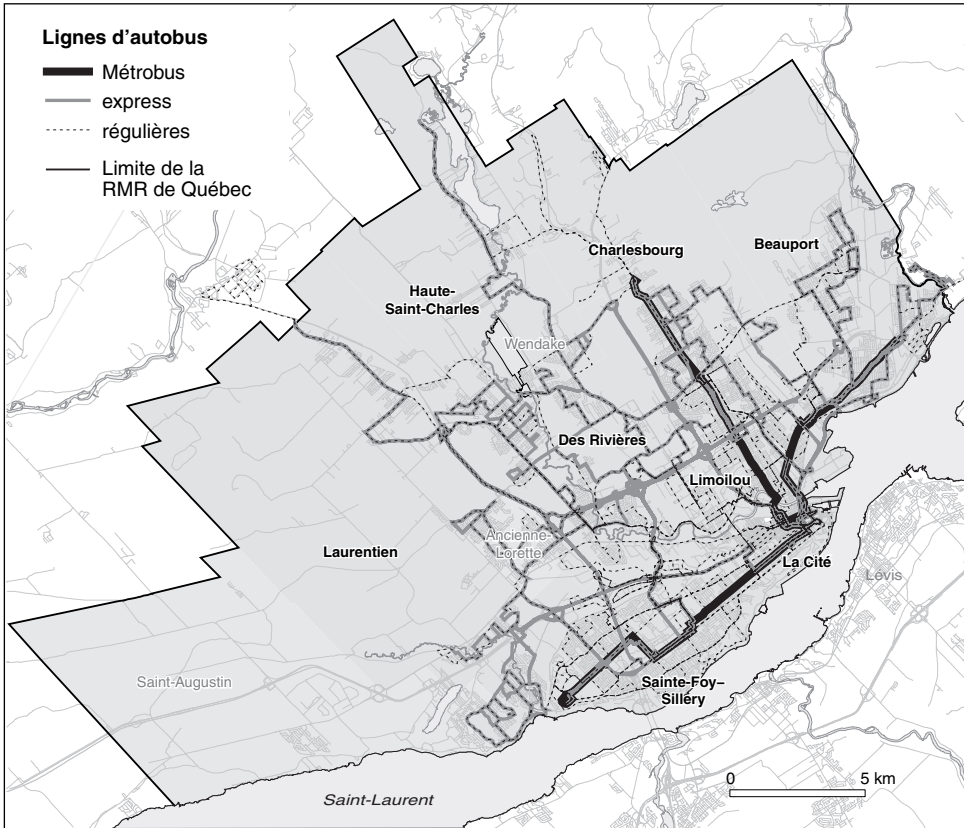 Lignes d’autobus
Métrobus
express
régulières
Limite de la
RMR de Québec
Charlesbourg
Beauport
Haute-
Saint-Charles
Wendake
Des Rivières
Limoilou
Ancienne-
Lorette
Laurentien
La Cité
Lévis
Saint-Augustin
Sainte-Foy–
Sillery
Saint-Laurent
0 5 km